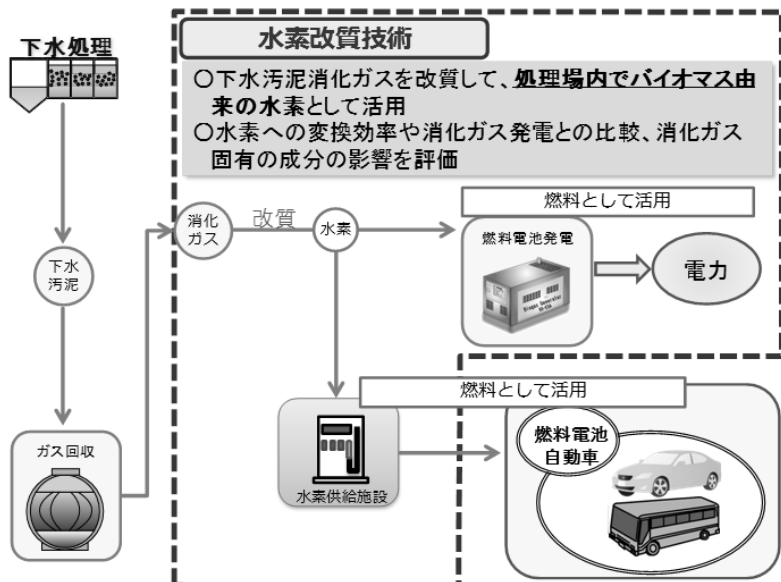 下水処理
水素改質技術
○下水汚泥消化ガスを改質して、処理場内でバイオマス由
来の水素として活用
○水素への変換効率や消化ガス発電との比較、消化ガス
固有の成分の影響を評価
燃料として活用
消化
ガス
改質
水素
燃料電池発電
電力
下水
汚泥
燃料として活用
ガス回収
水素供給施設
燃料電池
自動車